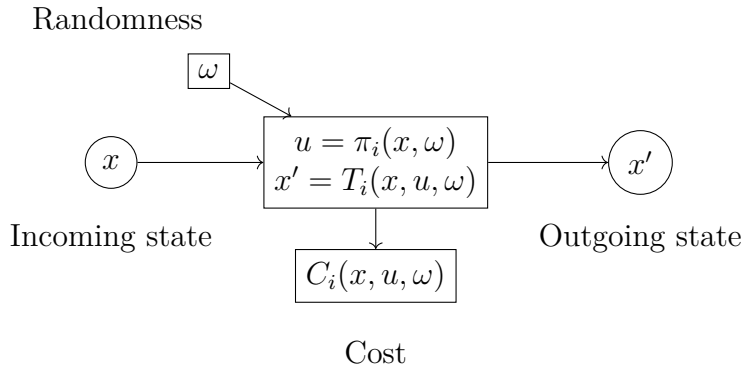 Randomness
ω
x
u = π_i(x, ω)
x′ = T_i(x, u, ω)
x′
Incoming state
Outgoing state
C_i(x, u, ω)
Cost